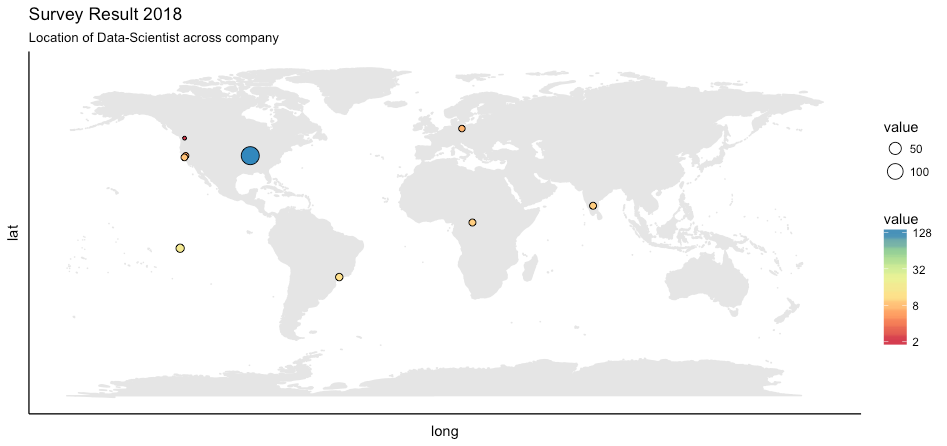 Survey Result 2018
Location of Data-Scientist across company
lat
long
value
50
100
value
128
32
8
2